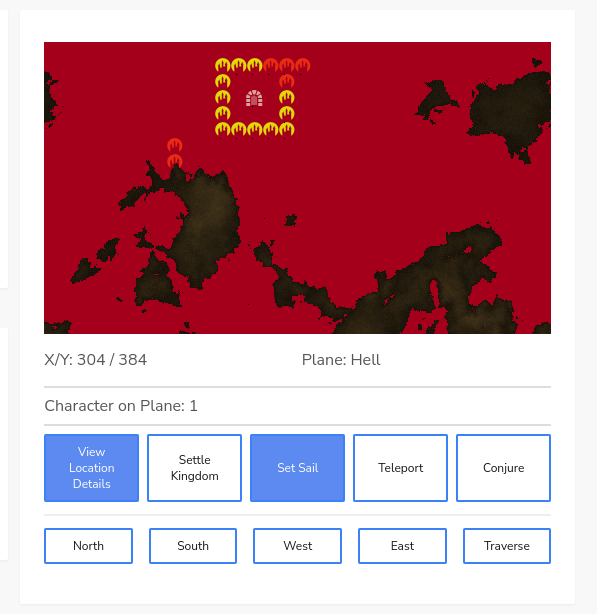 X/Y: 304 / 384 Plane: Hell
Character on Plane: 1
View
Location
Details
Settle
Kingdom
Set Sail
Teleport
Conjure
North
South
West
East
Traverse